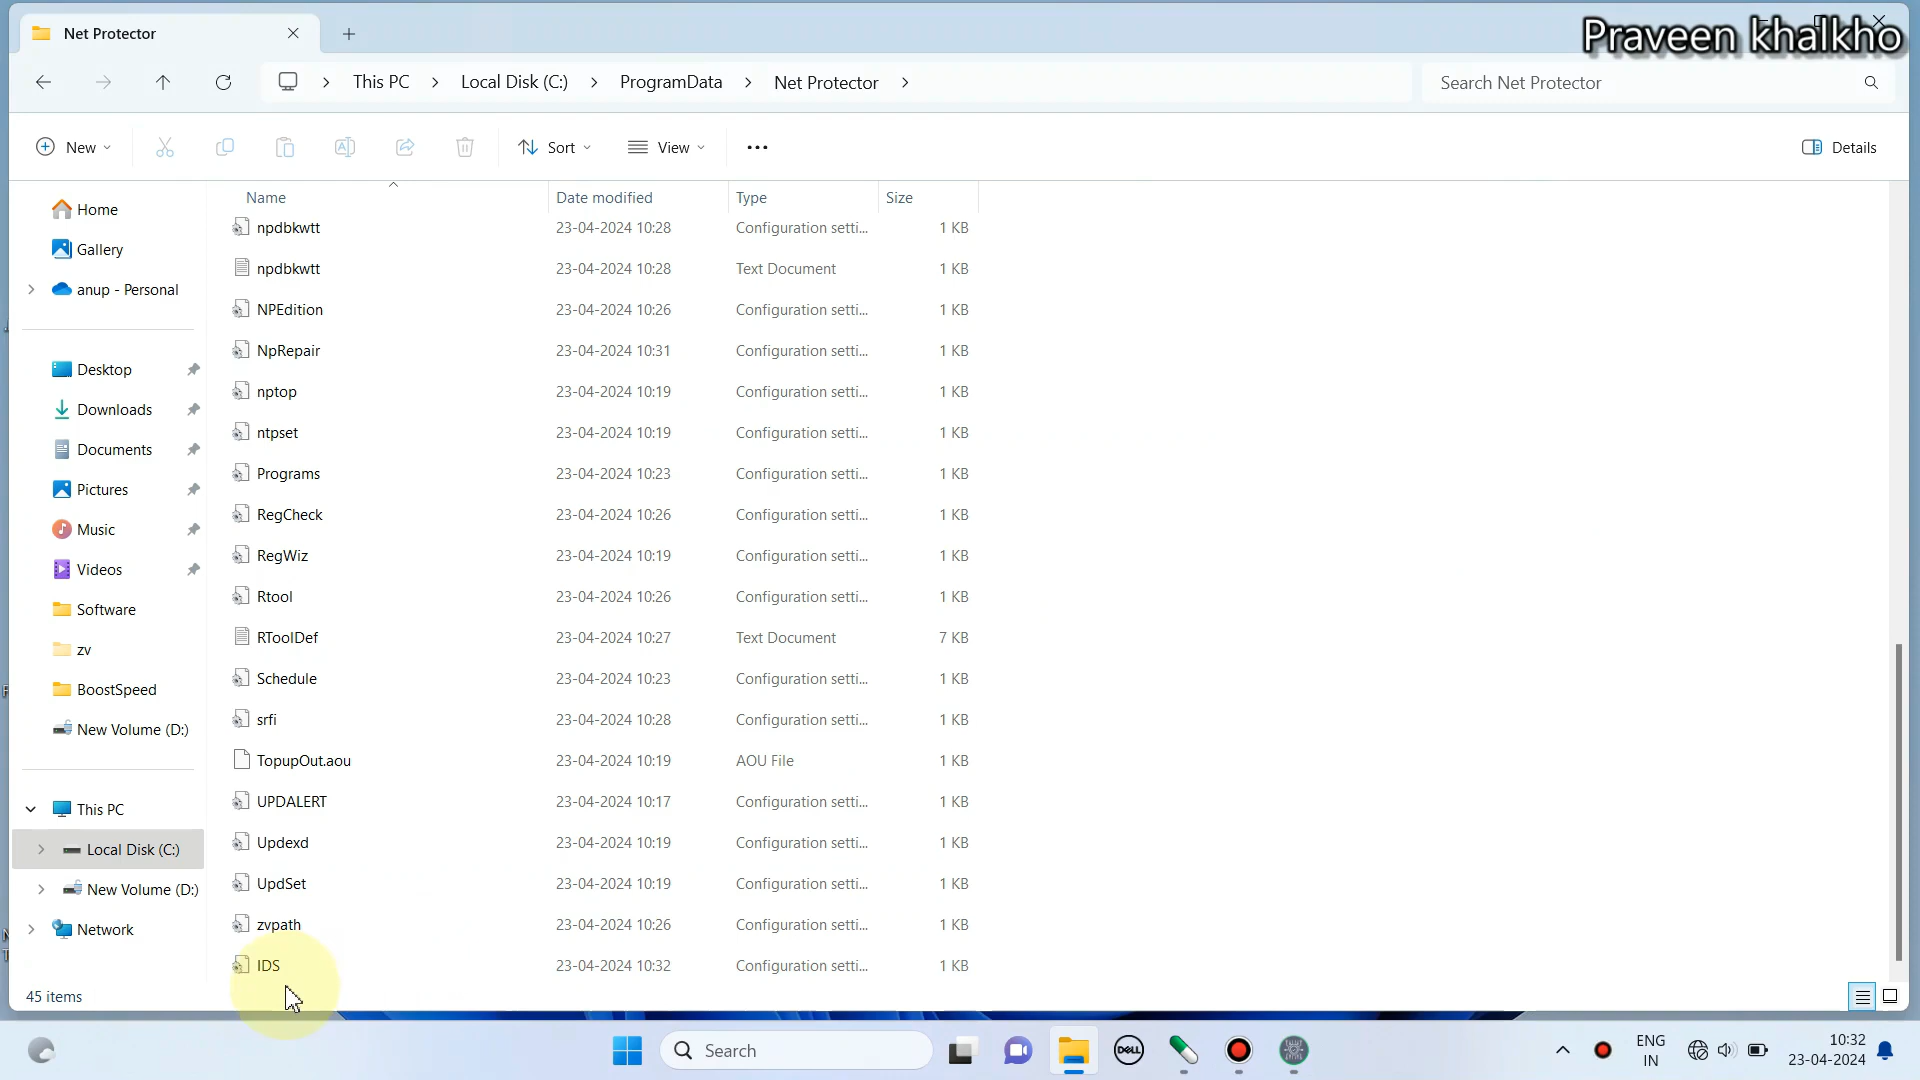 Net Protector
Praveen khalkho
This PC
Local Disk (C:)
ProgramData
Net Protector
Search Net Protector
New
Sort
View
Details
Name
Date modified
Type
Size
Home
Gallery
anup - Personal
Desktop
Downloads
Documents
Pictures
Music
Videos
Software
zv
BoostSpeed
New Volume (D:)
This PC
Local Disk (C:)
New Volume (D:)
Network
npdbkwtt 23-04-2024 10:28 Configuration setti... 1 KB
npdbkwtt 23-04-2024 10:28 Text Document 1 KB
NPEdition 23-04-2024 10:26 Configuration setti... 1 KB
NpRepair 23-04-2024 10:31 Configuration setti... 1 KB
nptop 23-04-2024 10:19 Configuration setti... 1 KB
ntpset 23-04-2024 10:19 Configuration setti... 1 KB
Programs 23-04-2024 10:23 Configuration setti... 1 KB
RegCheck 23-04-2024 10:26 Configuration setti... 1 KB
RegWiz 23-04-2024 10:19 Configuration setti... 1 KB
Rtool 23-04-2024 10:26 Configuration setti... 1 KB
RToolDef 23-04-2024 10:27 Text Document 7 KB
Schedule 23-04-2024 10:23 Configuration setti... 1 KB
srfi 23-04-2024 10:28 Configuration setti... 1 KB
TopupOut.aou 23-04-2024 10:19 AOU File 1 KB
UPDALERT 23-04-2024 10:17 Configuration setti... 1 KB
Updexd 23-04-2024 10:19 Configuration setti... 1 KB
UpdSet 23-04-2024 10:19 Configuration setti... 1 KB
zvpath 23-04-2024 10:26 Configuration setti... 1 KB
IDS 23-04-2024 10:32 Configuration setti... 1 KB
45 items
Search
DELL
ENG
IN
10:32
23-04-2024